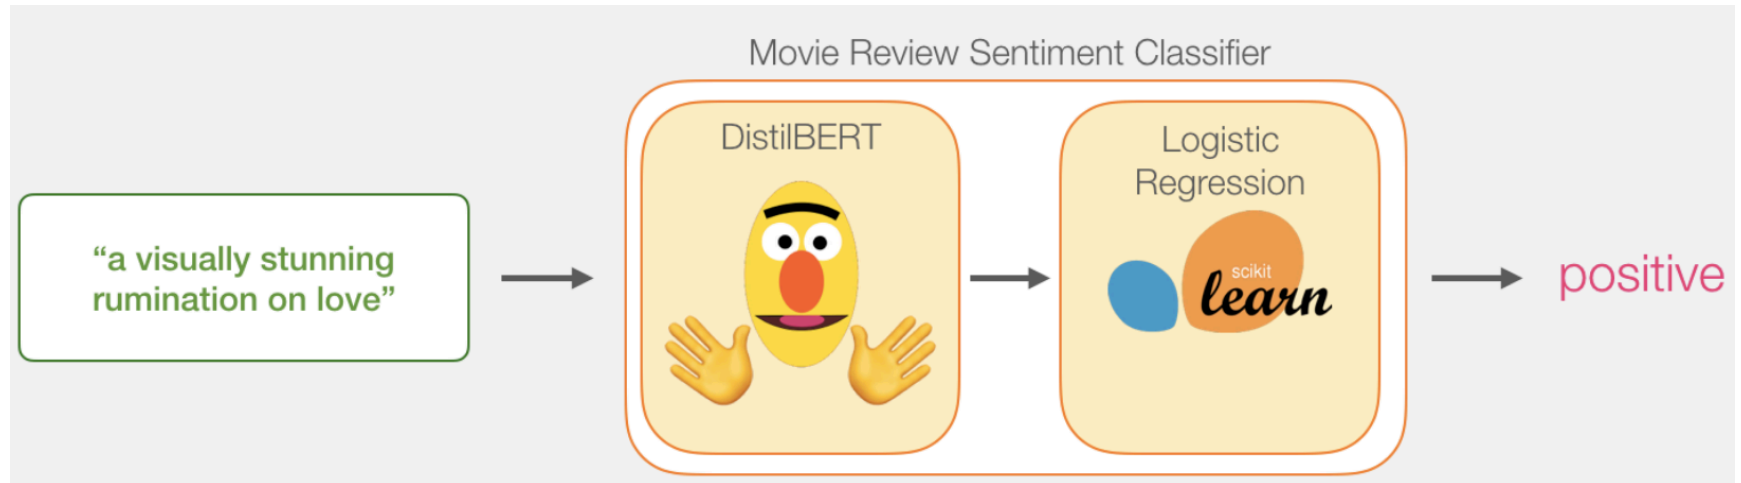 Movie Review Sentiment Classifier
“a visually stunning
rumination on love”
DistilBERT
Logistic
Regression
scikit
learn
positive